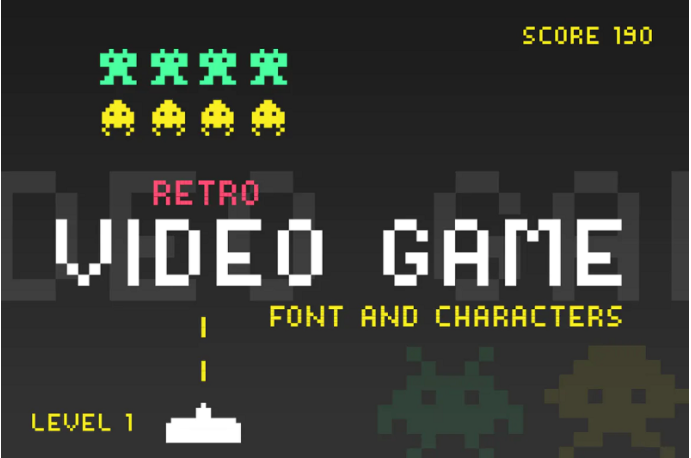 SCORE 190
RETRO
VIDEO GAME
FONT AND CHARACTERS
LEVEL 1